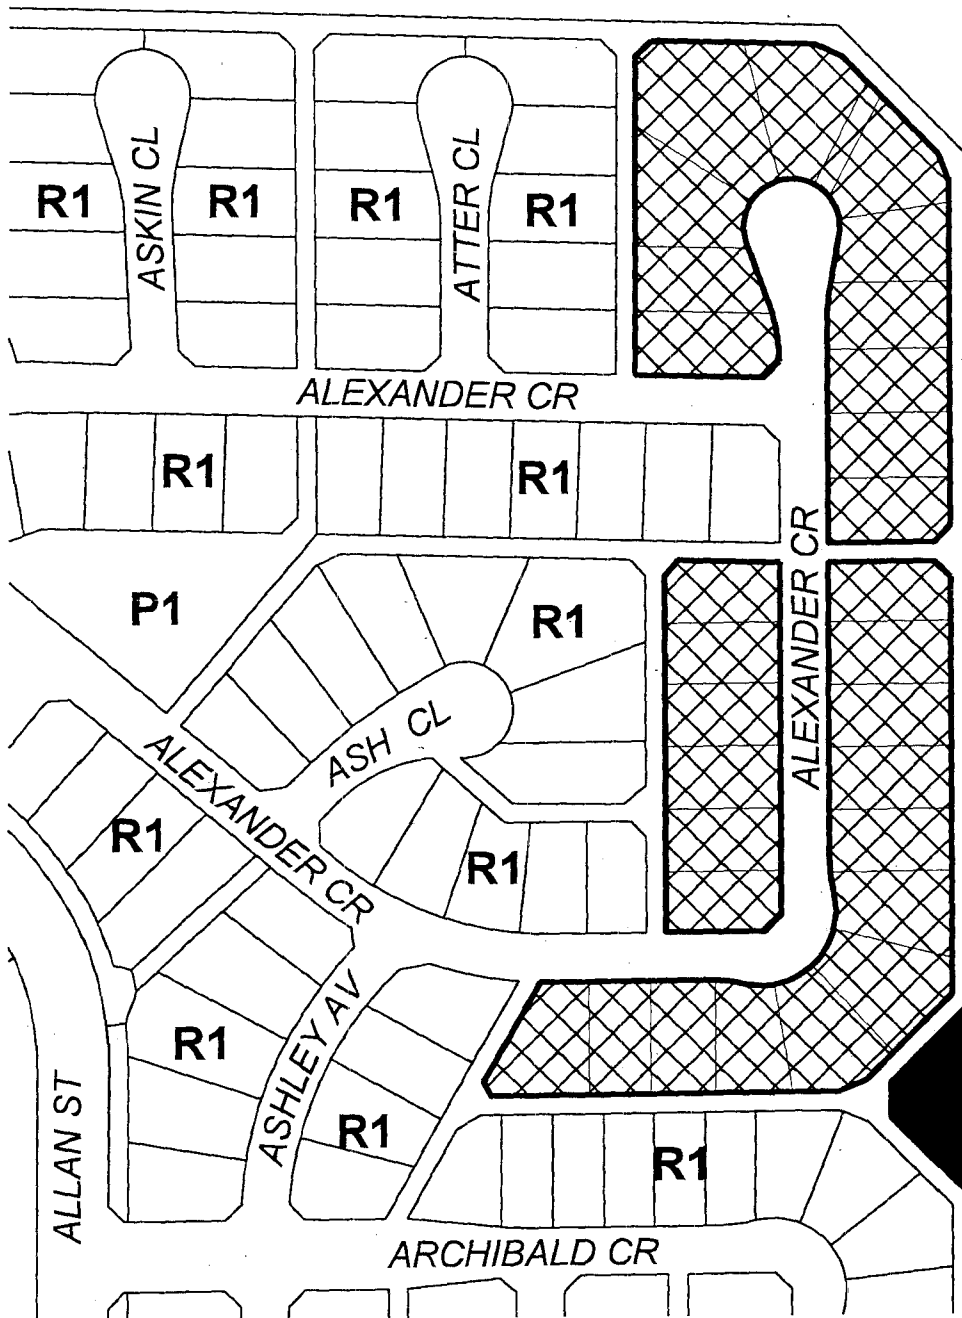 ASKIN CL
ATTER CL
R1
R1
R1
R1
ALEXANDER CR
R1
R1
ALEXANDER CR
P1
R1
ASH CL
ALEXANDER CR
R1
R1
ASHLEY AV
R1
R1
R1
ALLAN ST
ARCHIBALD CR